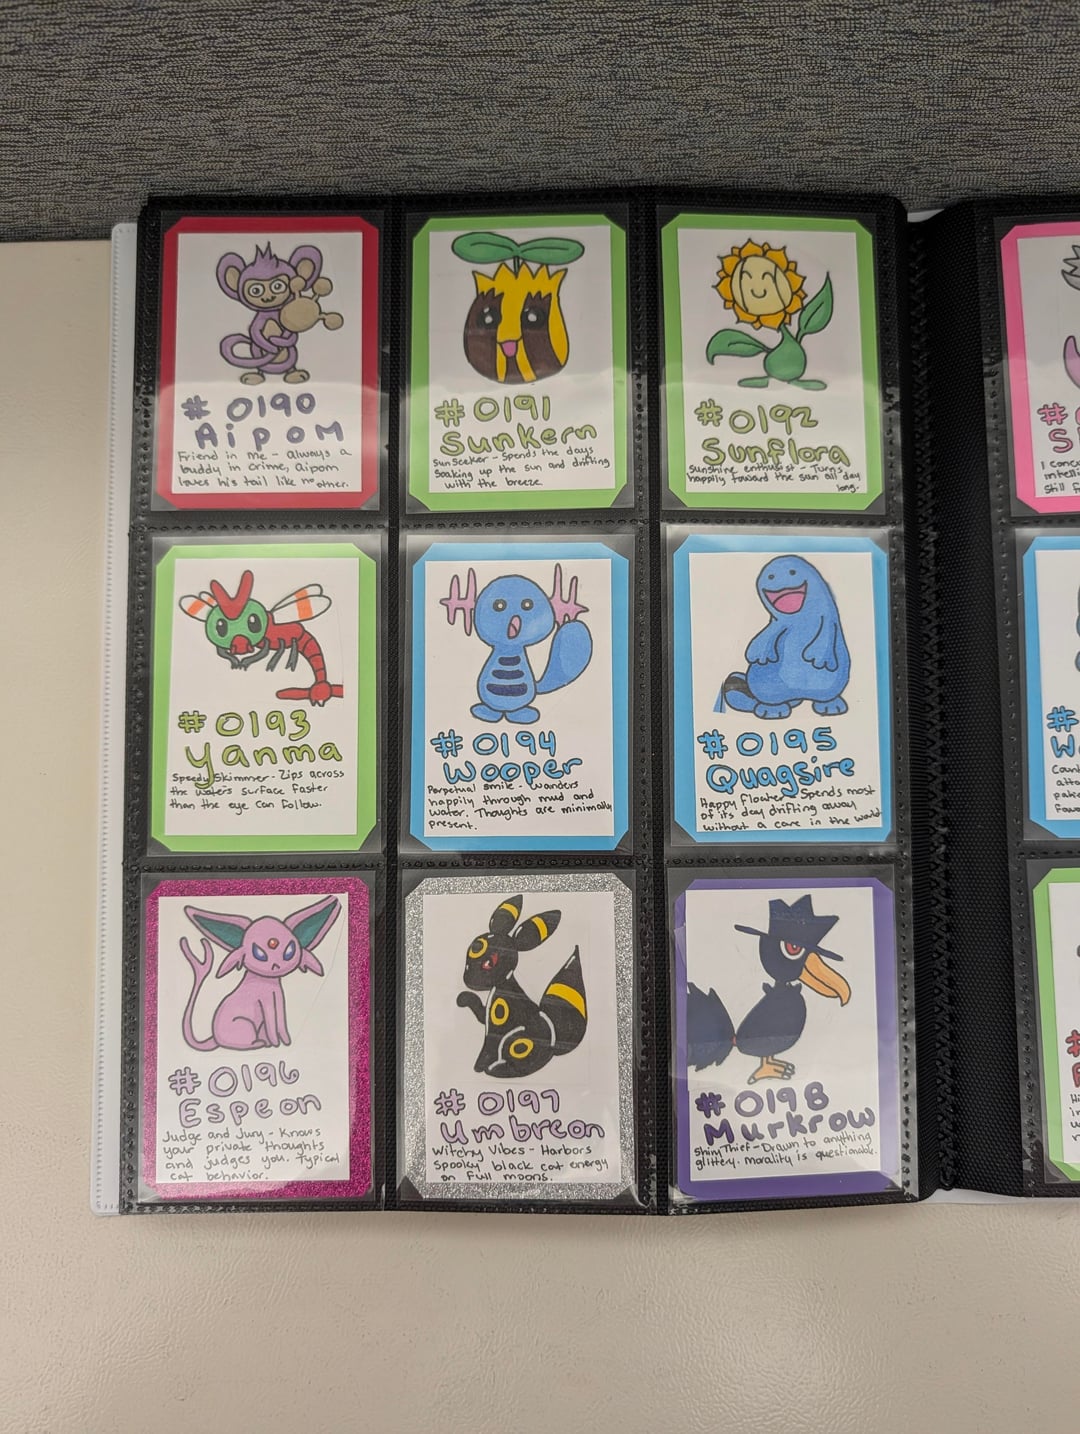 # 0190
Aipom
Friend in me - always a
buddy in crime, aipom
loves his tail like no other.
# 0191
Sunkern
Sun Seeker - Spends the days
Soaking up the sun and drifting
with the breeze
# 0192
Sunflora
Sunshine enthusist - Turns
happily toward the sun all day
long.
# 0193
Yanma
Speedy Skimmer - Zips across
the waters surface faster
than the eye can follow.
# 0194
Wooper
Perpetual smile - wanders
happily through mud and
water. Thoughts are minimally
present.
# 0195
Quagsire
Happy Floater - Spends most
of its day drifting away
without a care in the world
# 0196
Espeon
Judge and Jury - Knows
your private thoughts
and judges you. Typical
cat behavior.
# 0197
Umbreon
Witchy Vibes - Harbors
Spooky black cat energy
on full moons.
# 0198
Murkrow
Shiny Thief - Drawn to anything
glittery. morality is questionable.
#
S
I conc
intelli
still f
#
W